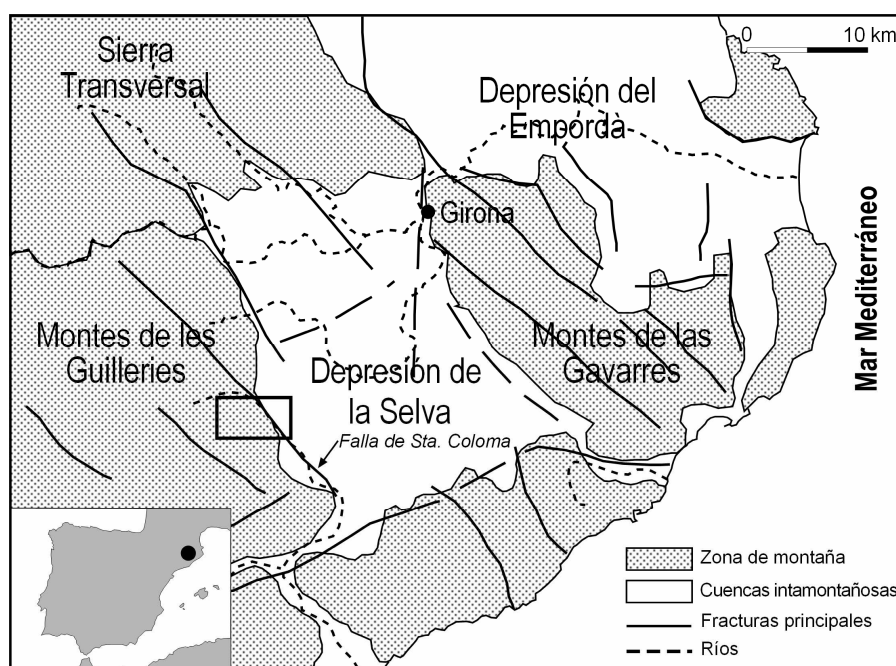 Sierra
Transversal
0 10 km
Depresión del
Empordà
Girona
Mar Mediterráneo
Montes de les
Guilleries
Montes de las
Gavarres
Depresión de
la Selva
Falla de Sta. Coloma
Zona de montaña
Cuencas intamontañosas
Fracturas principales
Ríos